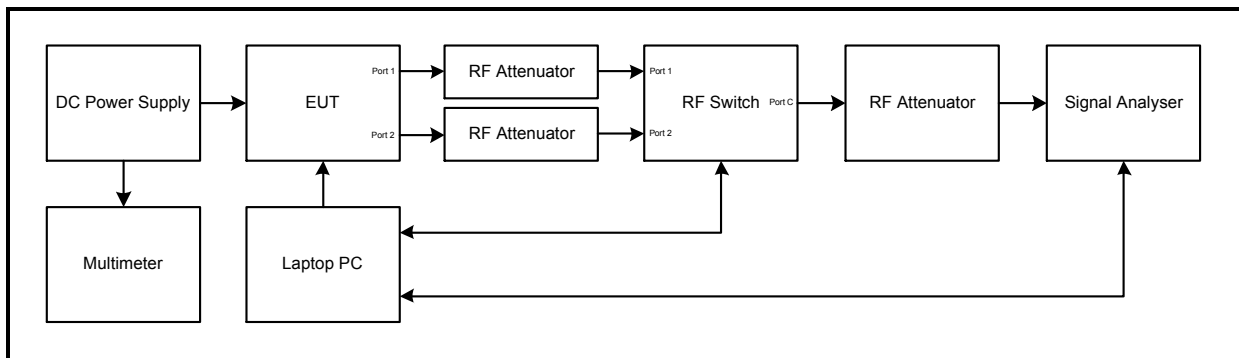 DC Power Supply
EUT
Port 1
Port 2
RF Attenuator
RF Attenuator
Port 1
Port 2
RF Switch
Port C
RF Attenuator
Signal Analyser
Multimeter
Laptop PC